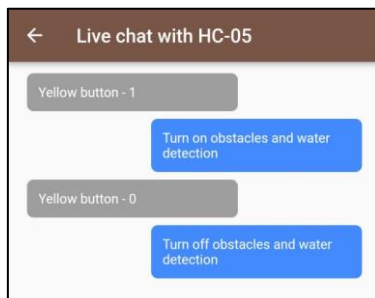 Live chat with HC-05
Yellow button - 1
Turn on obstacles and water
detection
Yellow button - 0
Turn off obstacles and water
detection